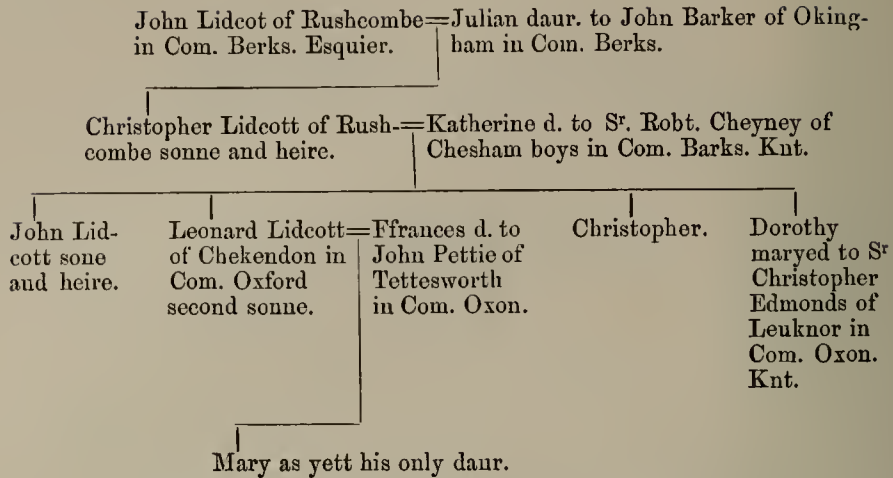 John Lidcot of Rushcombe=Julian daur. to John Barker of Oking-
in Com. Berks. Esquier.
ham in Com. Berks.
Christopher Lidcott of Rush-=Katherine d. to Sʳ. Robt. Cheyney of
combe sonne and heire.
Chesham boys in Com. Barks. Knt.
John Lid-
cott sone
and heire.
Leonard Lidcott=Ffrances d. to
of Chekendon in
Com. Oxford
second sonne.
John Pettie of
Tettesworth
in Com. Oxon.
Christopher.
Dorothy
maryed to Sʳ
Christopher
Edmonds of
Leuknor in
Com. Oxon.
Knt.
Mary as yett his only daur.